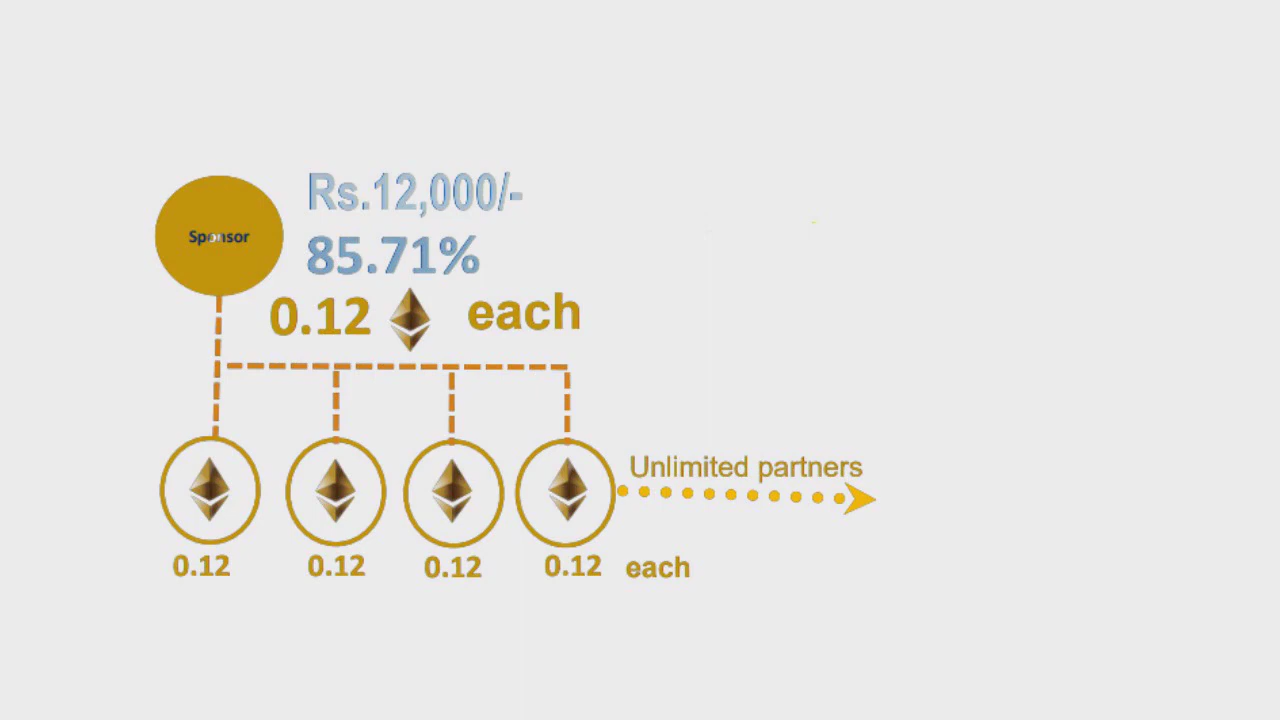 Sponsor
Rs.12,000/-
85.71%
0.12 each
Unlimited partners
0.12 0.12 0.12 0.12 each